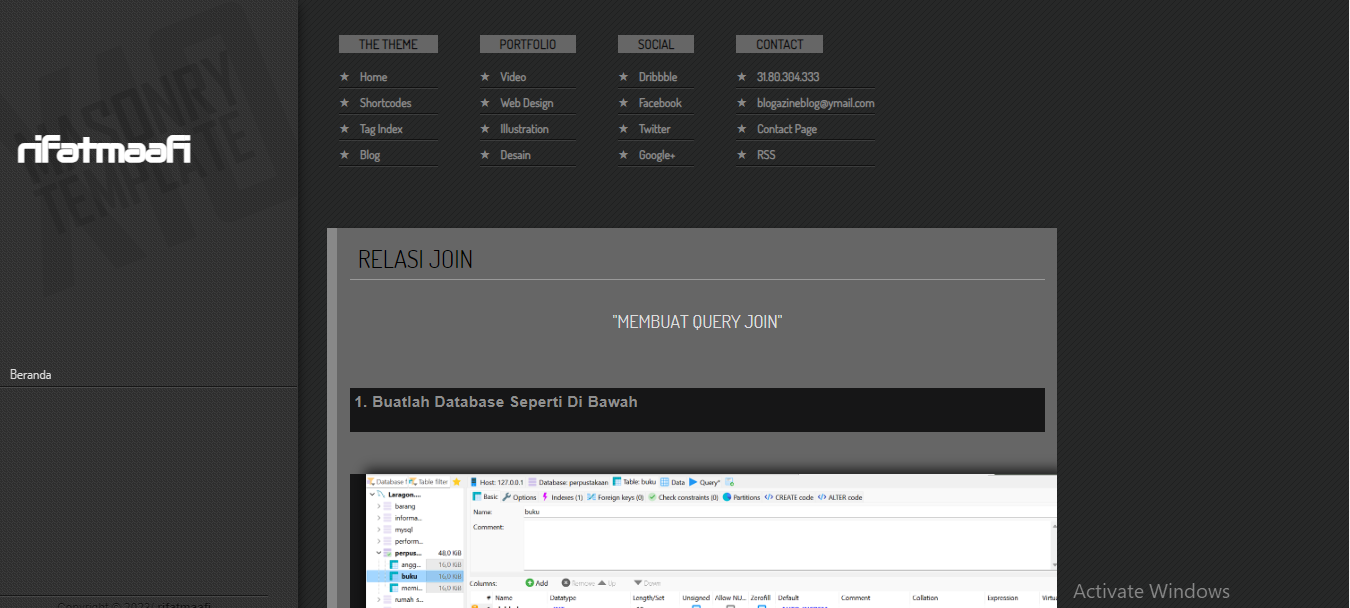 MASONRY
TEMPLATE
rifatmaafi
Beranda
Copyright © 2023 rifatmaafi
THE THEME
Home
Shortcodes
Tag Index
Blog
PORTFOLIO
Video
Web Design
Illustration
Desain
SOCIAL
Dribbble
Facebook
Twitter
Google+
CONTACT
31.80.304.333
blogazineblog@ymail.com
Contact Page
RSS
RELASI JOIN
"MEMBUAT QUERY JOIN"
1. Buatlah Database Seperti Di Bawah
Database f Table filter
Laragon....
barang
informa...
mysql
perform...
perpus... 48,0 KiB
angg... 16,0 KiB
buku 16,0 KiB
memi... 16,0 KiB
rumah s...
Host: 127.0.0.1 Database: perpustakaan Table: buku Data Query*
Basic Options Indexes (1) Foreign keys (0) Check constraints (0) Partitions CREATE code ALTER code
Name: buku
Comment:
Columns: Add Remove Up Down
# Name Datatype Length/Set Unsigned Allow NU... Zerofill Default Comment Collation Expression Virtu
Activate Windows